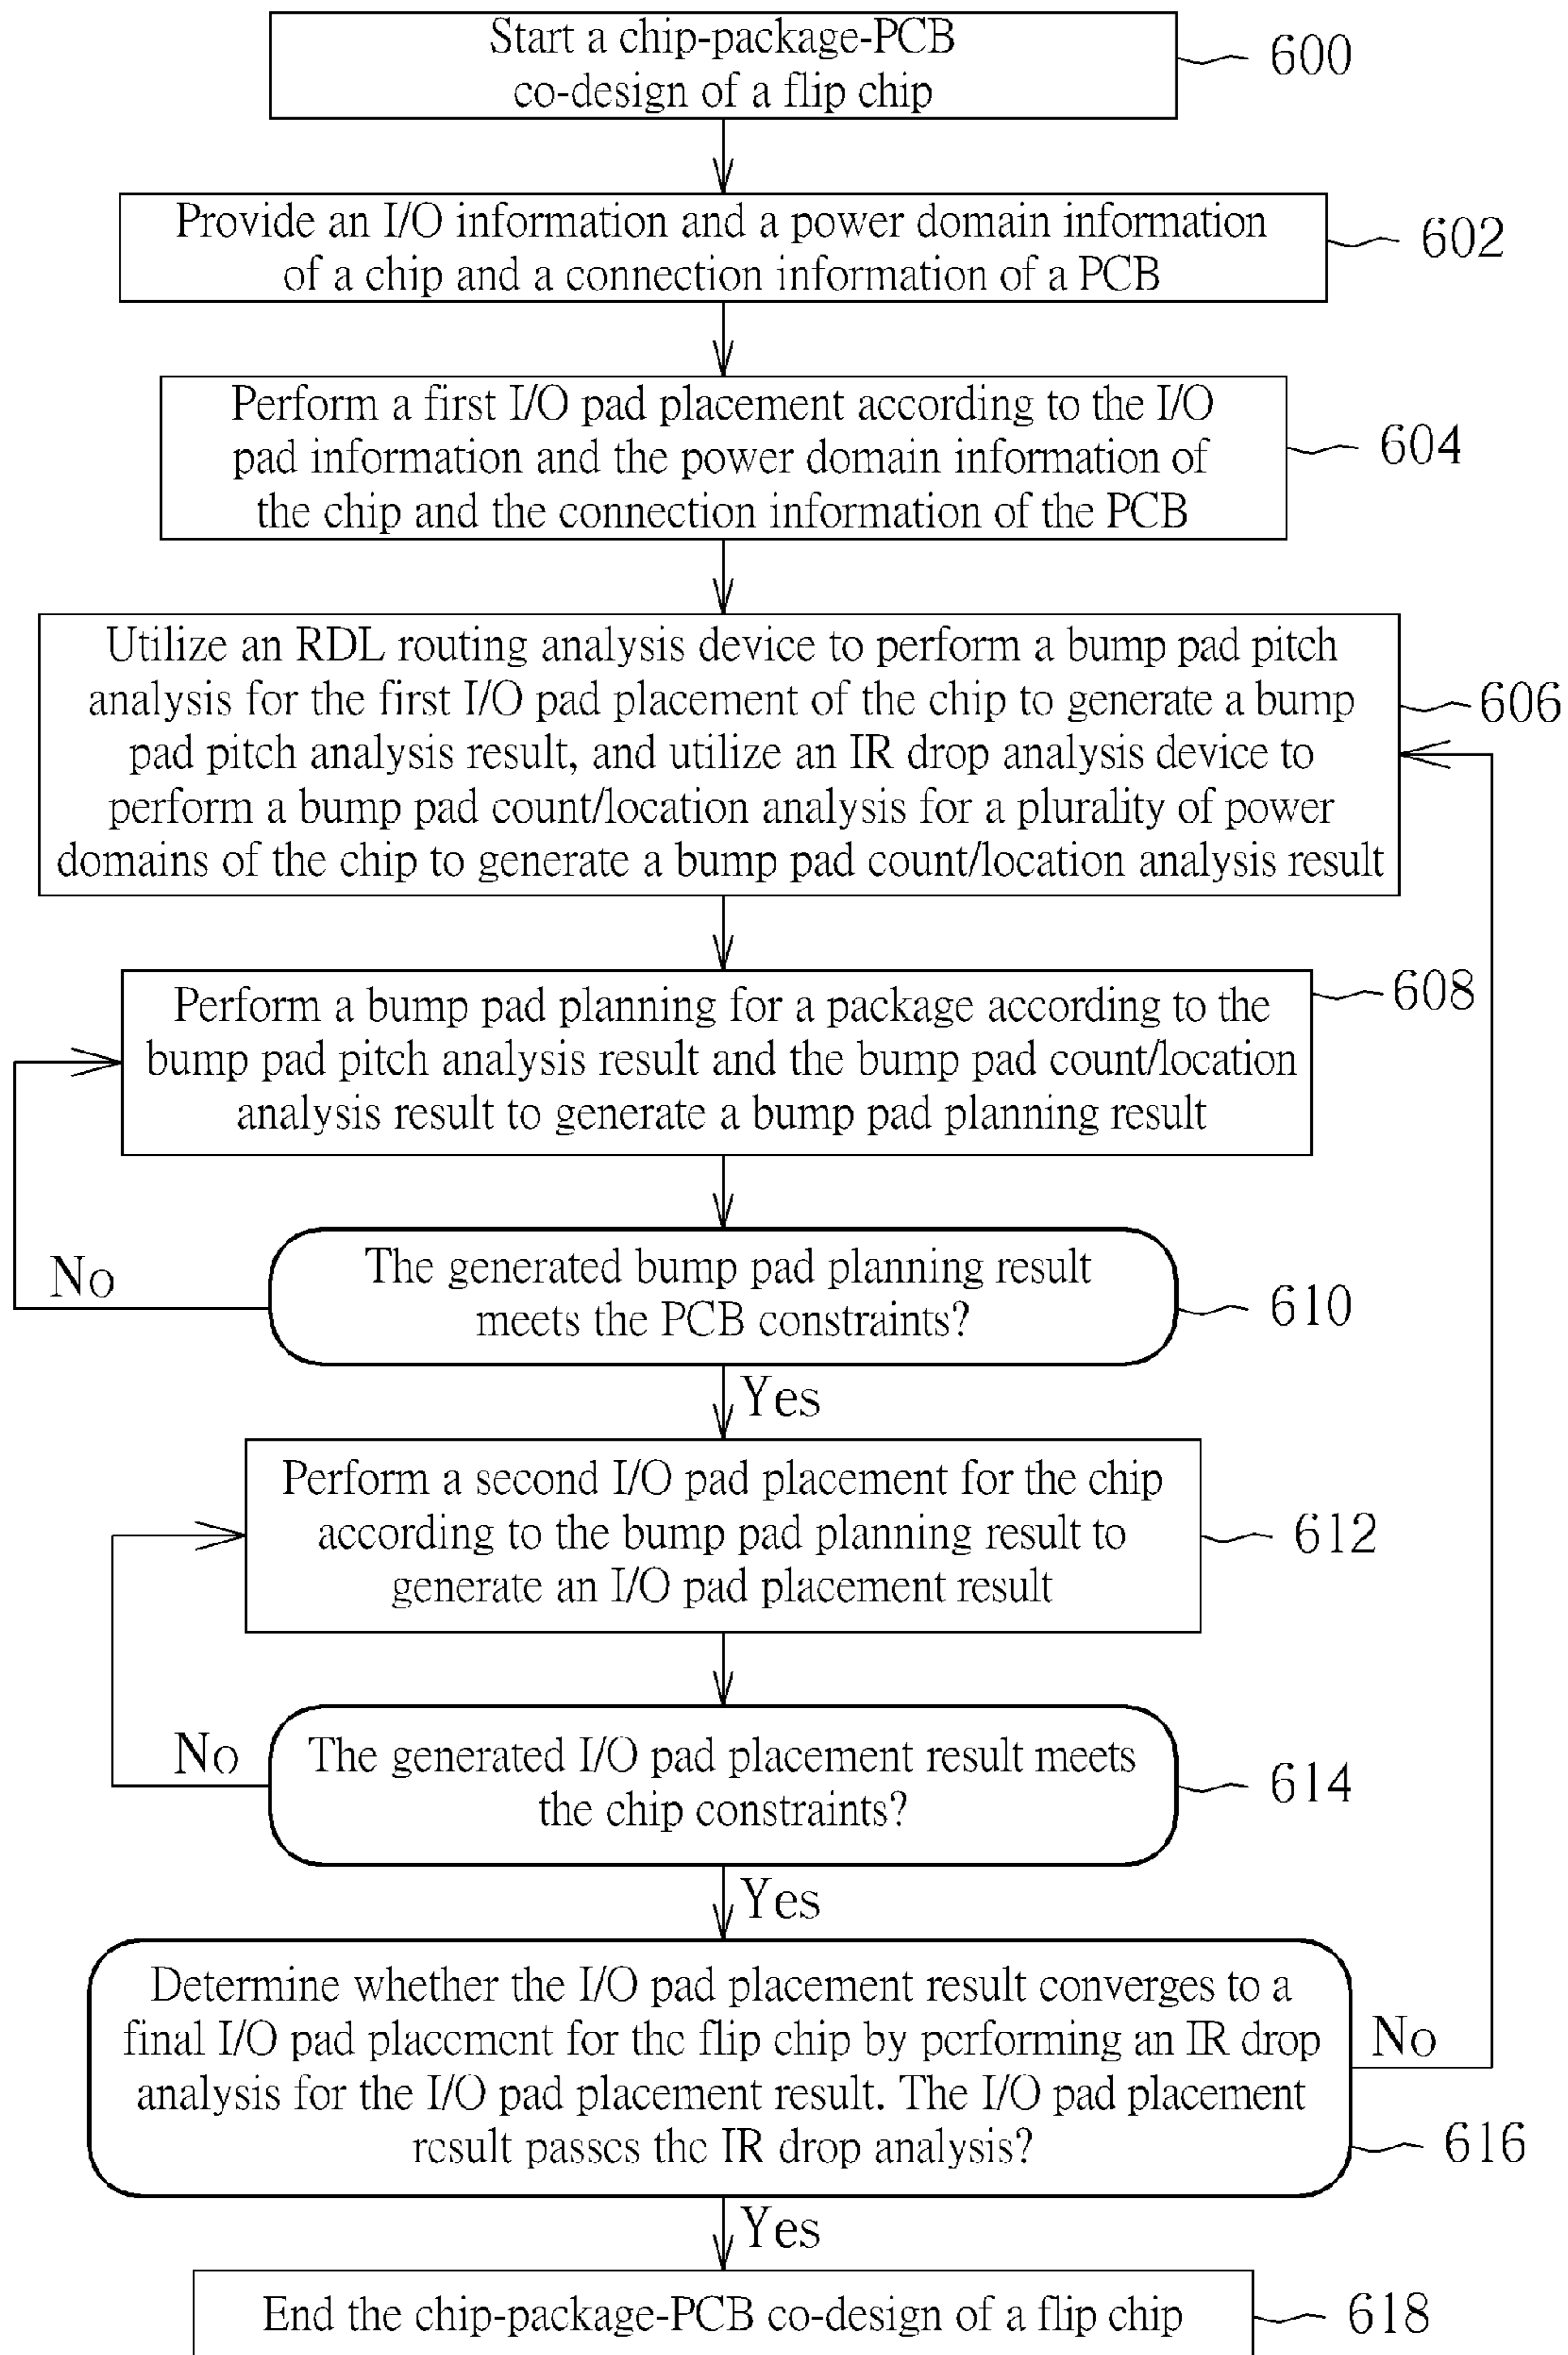 Start a chip-package-PCB
co-design of a flip chip
600
Provide an I/O information and a power domain information
of a chip and a connection information of a PCB
602
Perform a first I/O pad placement according to the I/O
pad information and the power domain information of
the chip and the connection information of the PCB
604
Utilize an RDL routing analysis device to perform a bump pad pitch
analysis for the first I/O pad placement of the chip to generate a bump
pad pitch analysis result, and utilize an IR drop analysis device to
perform a bump pad count/location analysis for a plurality of power
domains of the chip to generate a bump pad count/location analysis result
606
Perform a bump pad planning for a package according to the
bump pad pitch analysis result and the bump pad count/location
analysis result to generate a bump pad planning result
608
The generated bump pad planning result
meets the PCB constraints?
610
No
Yes
Perform a second I/O pad placement for the chip
according to the bump pad planning result to
generate an I/O pad placement result
612
The generated I/O pad placement result meets
the chip constraints?
614
No
Yes
Determine whether the I/O pad placement result converges to a
final I/O pad placement for the flip chip by performing an IR drop
analysis for the I/O pad placement result. The I/O pad placement
result passes the IR drop analysis?
616
No
Yes
End the chip-package-PCB co-design of a flip chip
618